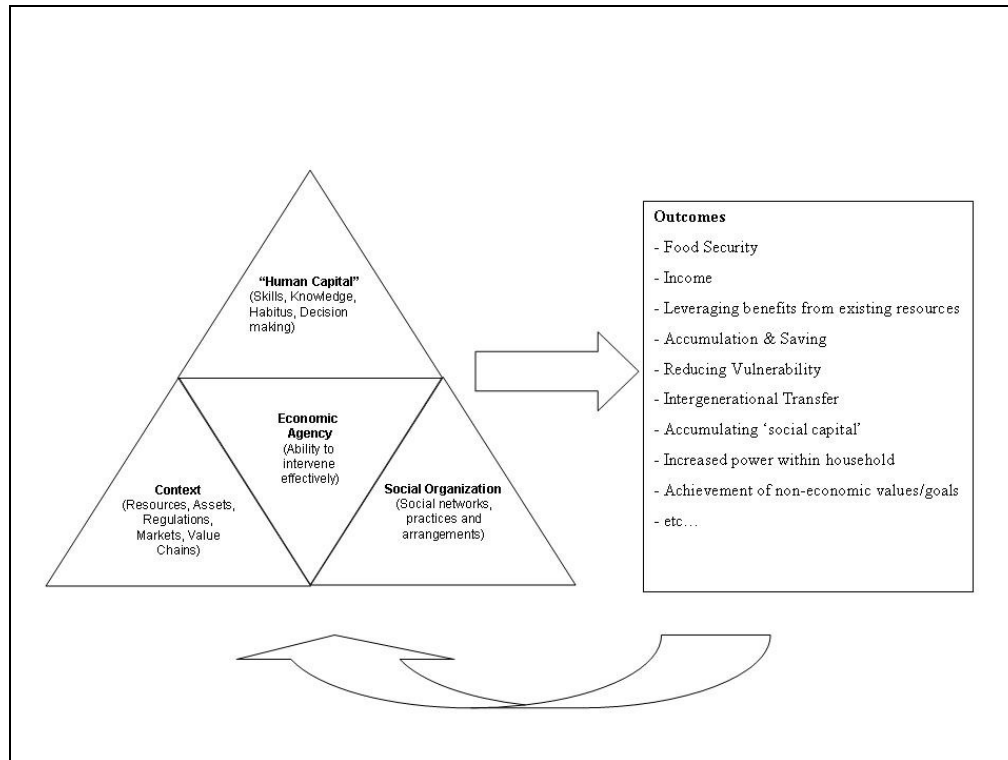 “Human Capital”
(Skills, Knowledge,
Habitus, Decision
making)
Economic
Agency
(Ability to
intervene
effectively)
Context
(Resources, Assets,
Regulations,
Markets, Value
Chains)
Social Organization
(Social networks,
practices and
arrangements)
Outcomes
- Food Security
- Income
- Leveraging benefits from existing resources
- Accumulation & Saving
- Reducing Vulnerability
- Intergenerational Transfer
- Accumulating ‘social capital’
- Increased power within household
- Achievement of non-economic values/goals
- etc…